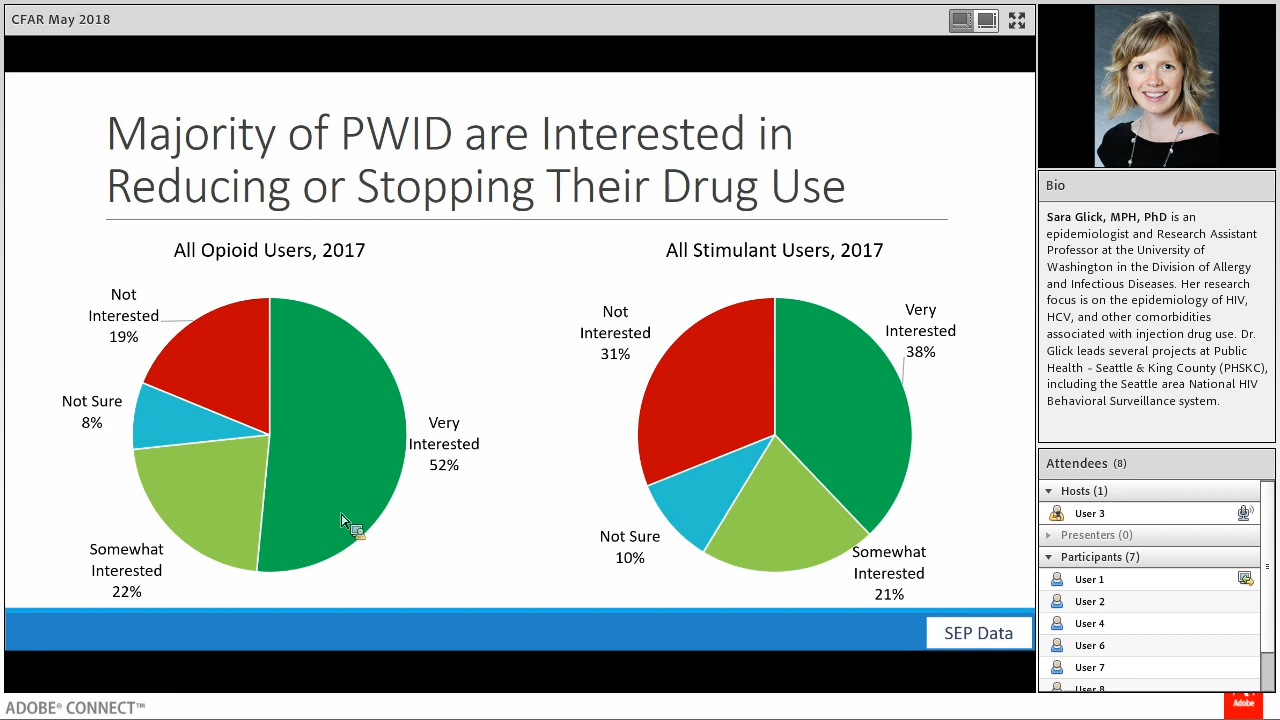 CFAR May 2018
Majority of PWID are Interested in
Reducing or Stopping Their Drug Use
All Opioid Users, 2017
Not
Interested
19%
Not Sure
8%
Very
Interested
52%
Somewhat
Interested
22%
All Stimulant Users, 2017
Not
Interested
31%
Very
Interested
38%
Not Sure
10%
Somewhat
Interested
21%
SEP Data
Bio
Sara Glick, MPH, PhD is an
epidemiologist and Research Assistant
Professor at the University of
Washington in the Division of Allergy
and Infectious Diseases. Her research
focus is on the epidemiology of HIV,
HCV, and other comorbidities
associated with injection drug use. Dr.
Glick leads several projects at Public
Health – Seattle & King County (PHSKC),
including the Seattle area National HIV
Behavioral Surveillance system.
Attendees (8)
Hosts (1)
User 3
Presenters (0)
Participants (7)
User 1
User 2
User 4
User 6
User 7
User 8
ADOBE® CONNECT™
Adobe